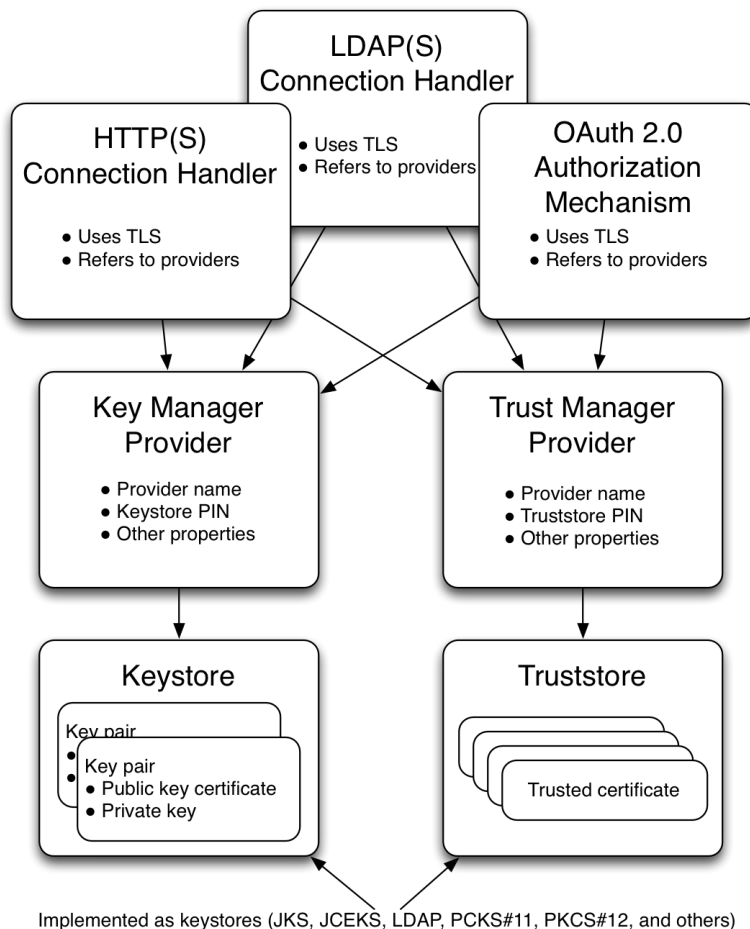 LDAP(S)
Connection Handler
● Uses TLS
● Refers to providers
HTTP(S)
Connection Handler
● Uses TLS
● Refers to providers
OAuth 2.0
Authorization
Mechanism
● Uses TLS
● Refers to providers
Key Manager
Provider
● Provider name
● Keystore PIN
● Other properties
Trust Manager
Provider
● Provider name
● Truststore PIN
● Other properties
Keystore
Key pair
Key pair
● Public key certificate
● Private key
Truststore
Trusted certificate
Implemented as keystores (JKS, JCEKS, LDAP, PCKS#11, PKCS#12, and others)